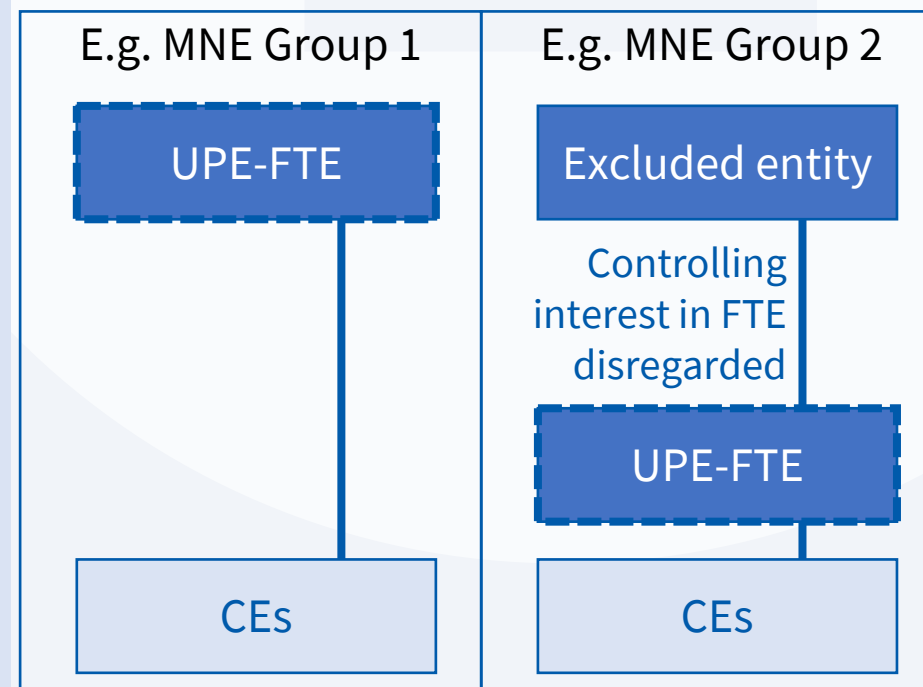 E.g. MNE Group 1
UPE-FTE
CEs
E.g. MNE Group 2
Excluded entity
Controlling
interest in FTE
disregarded
UPE-FTE
CEs